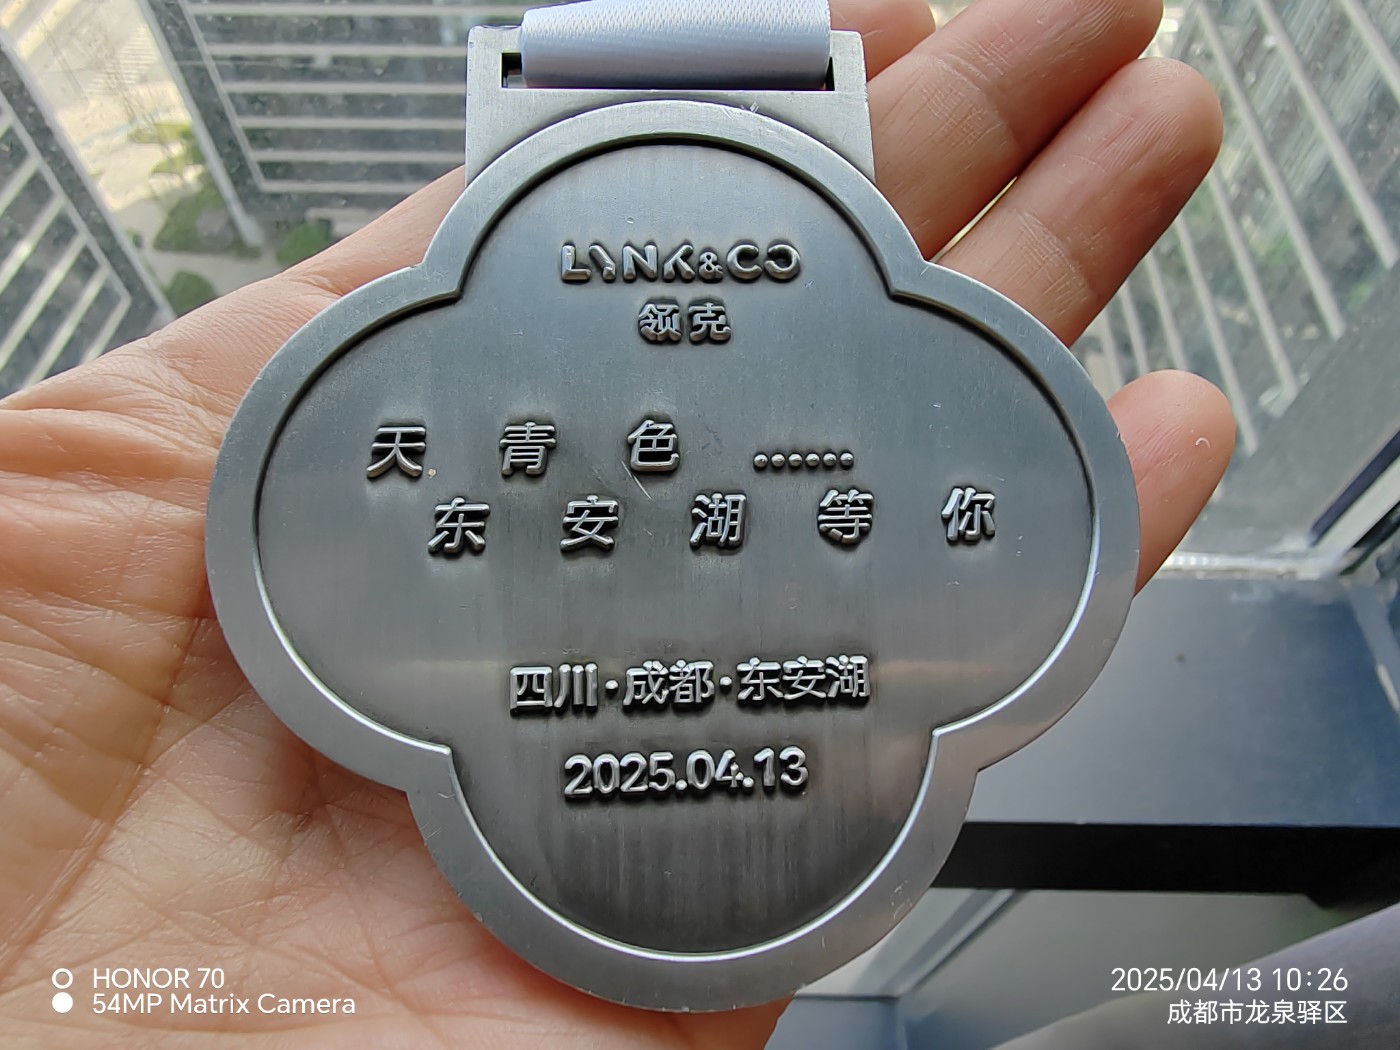 LYNK&CO
领克
天青色......
东安湖等你
四川·成都·东安湖
2025.04.13
HONOR 70
54MP Matrix Camera
2025/04/13 10:26
成都市龙泉驿区